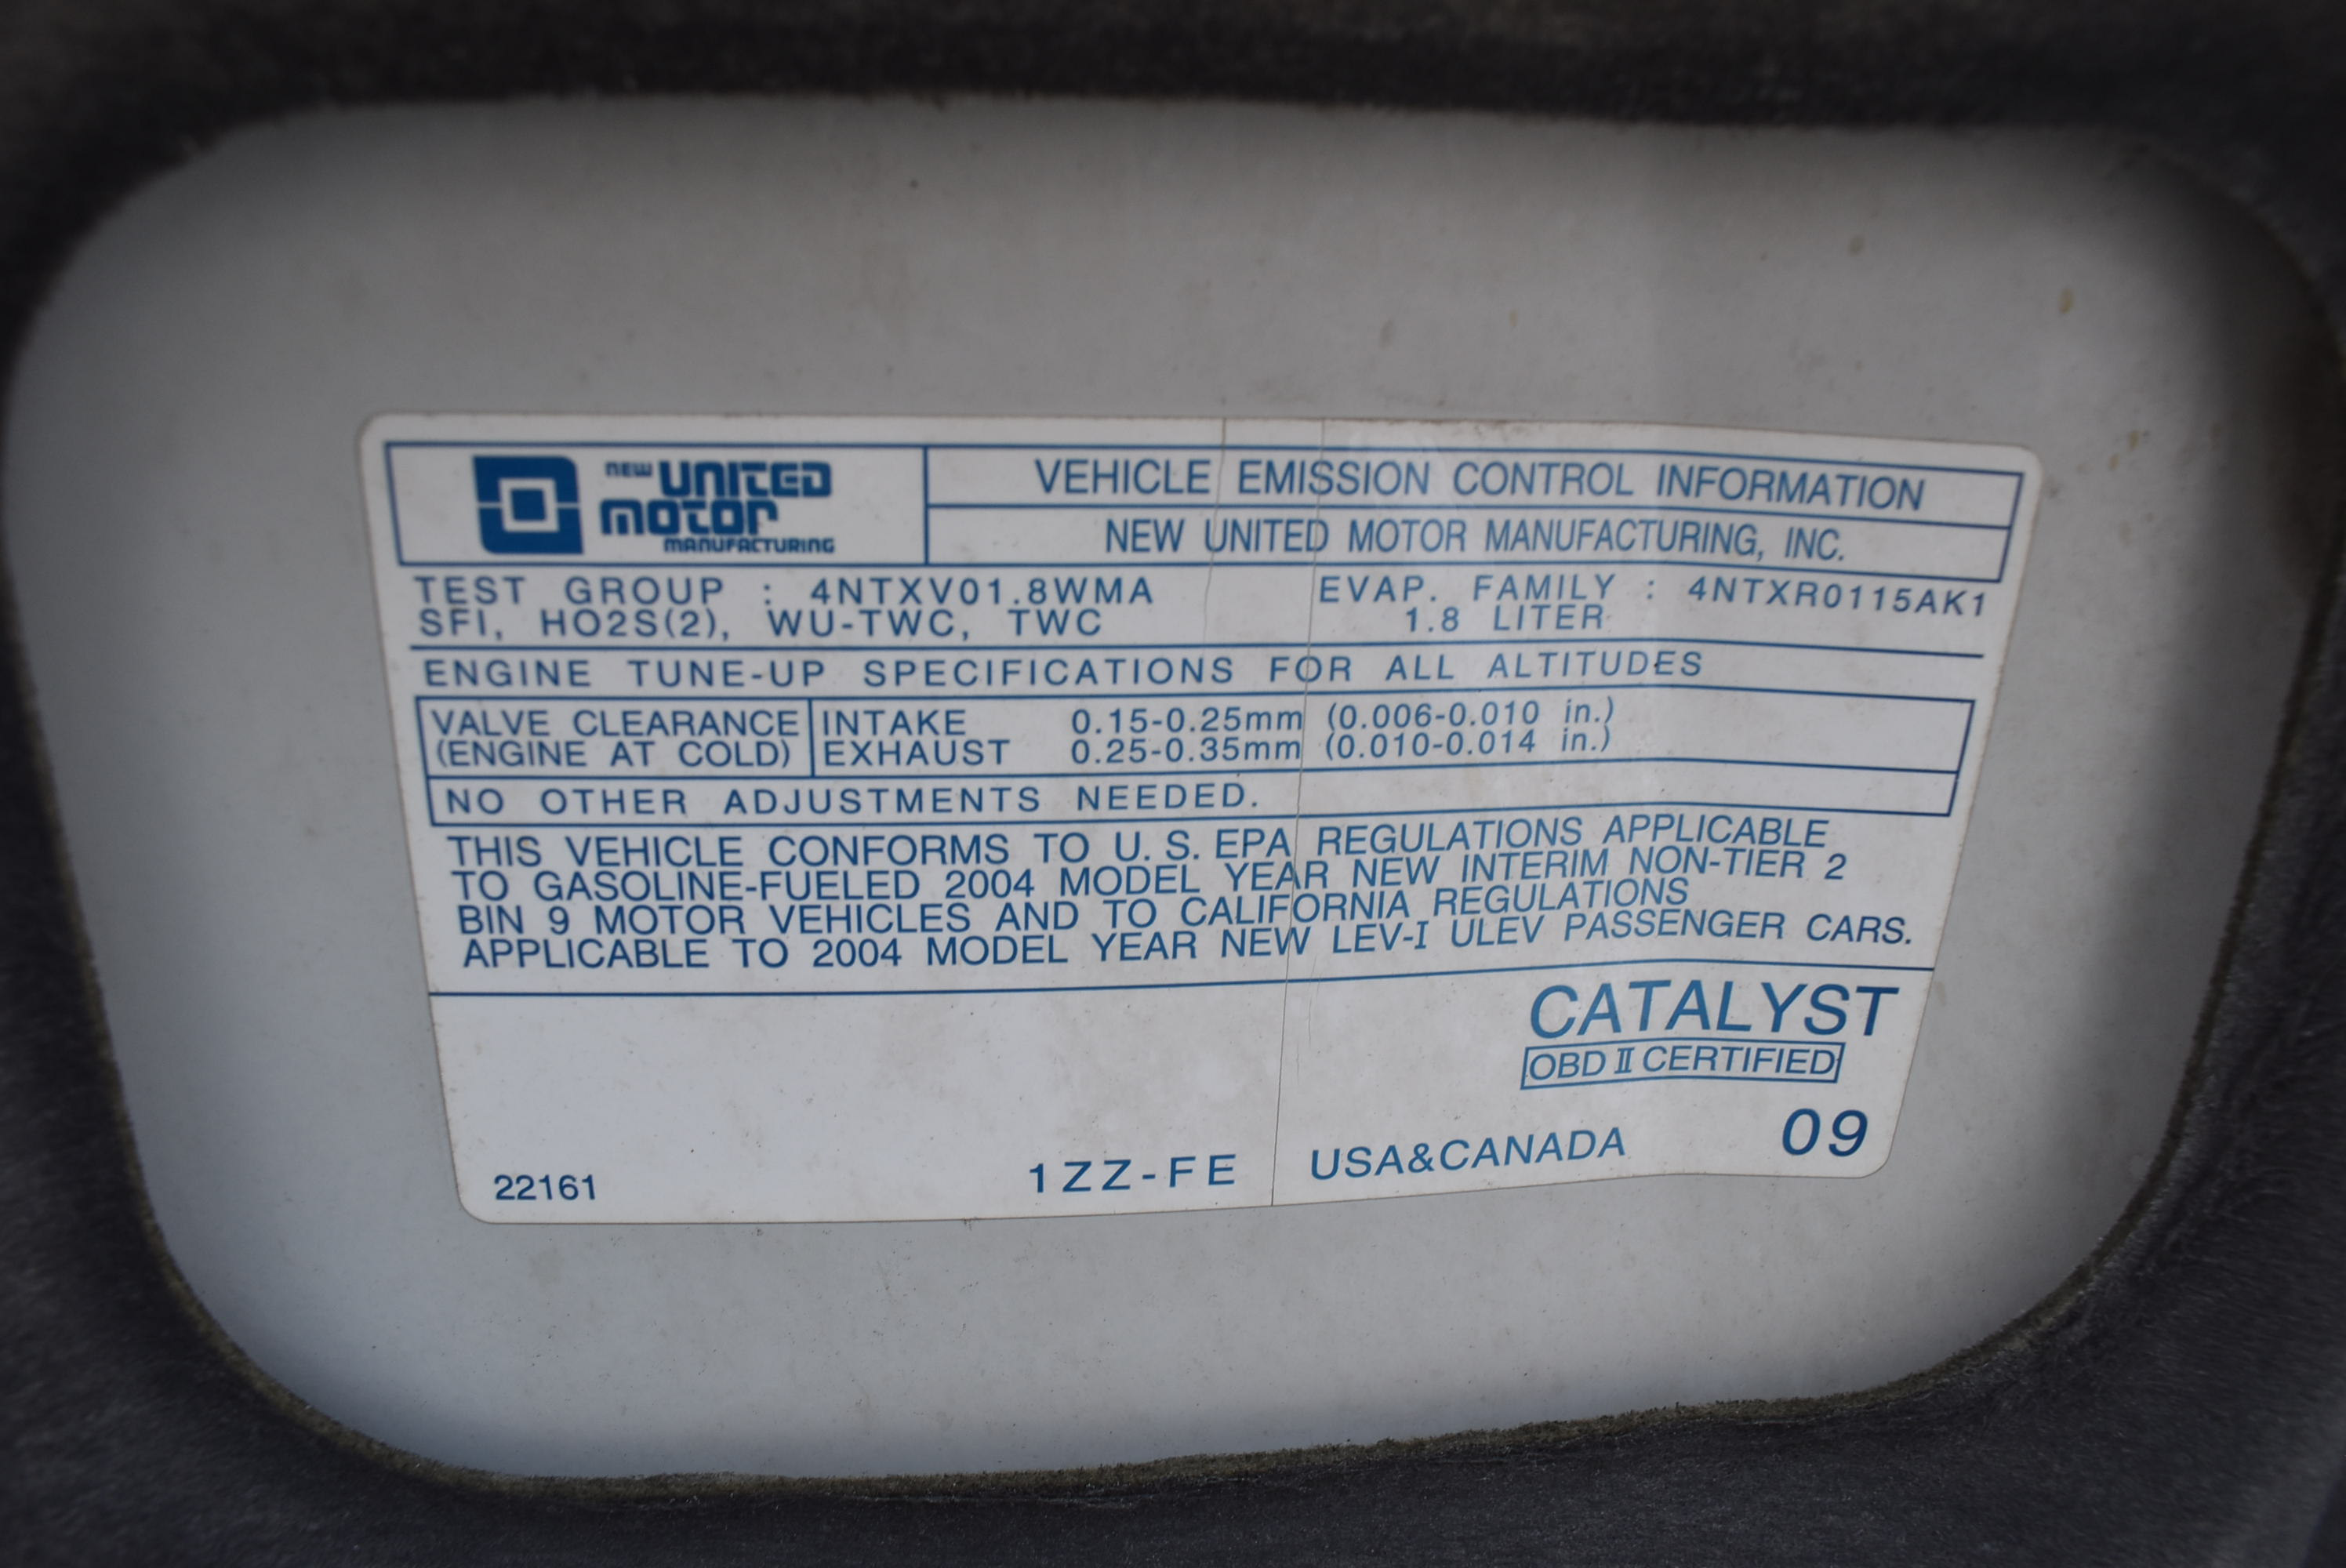 NEW UNITED
MOTOR
MANUFACTURING
VEHICLE EMISSION CONTROL INFORMATION
NEW UNITED MOTOR MANUFACTURING, INC.
TEST GROUP : 4NTXV01.8WMA EVAP. FAMILY : 4NTXR0115AK1
SFI, HO2S(2), WU-TWC, TWC 1.8 LITER
ENGINE TUNE-UP SPECIFICATIONS FOR ALL ALTITUDES
VALVE CLEARANCE INTAKE 0.15-0.25mm (0.006-0.010 in.)
(ENGINE AT COLD) EXHAUST 0.25-0.35mm (0.010-0.014 in.)
NO OTHER ADJUSTMENTS NEEDED.
THIS VEHICLE CONFORMS TO U.S. EPA REGULATIONS APPLICABLE
TO GASOLINE-FUELED 2004 MODEL YEAR NEW INTERIM NON-TIER 2
BIN 9 MOTOR VEHICLES AND TO CALIFORNIA REGULATIONS
APPLICABLE TO 2004 MODEL YEAR NEW LEV-I ULEV PASSENGER CARS.
CATALYST
OBD II CERTIFIED
22161 1ZZ-FE USA&CANADA 09